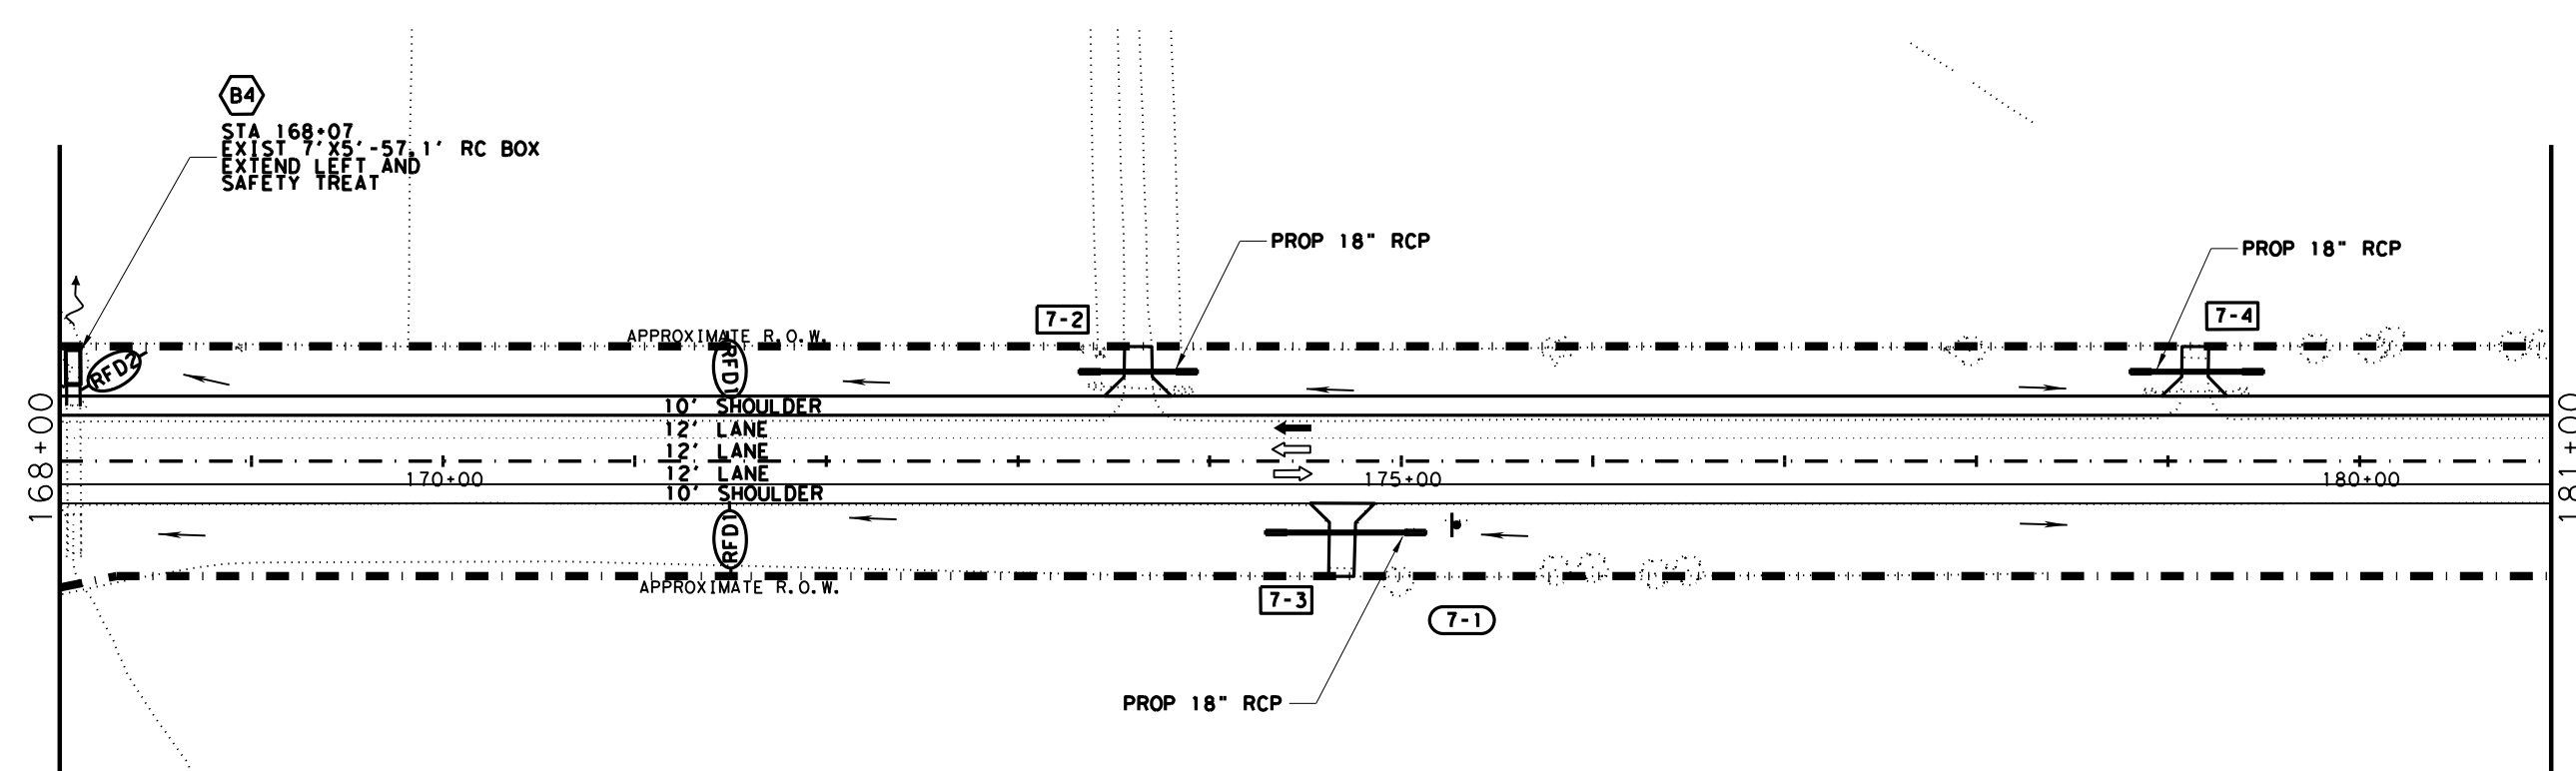 B4
STA 168+07
EXIST 7'X5'-57.1' RC BOX
EXTEND LEFT AND
SAFETY TREAT
PROP 18" RCP
PROP 18" RCP
7-2
7-4
APPROXIMATE R.O.W.
RFD2
RFD1
168+00
10' SHOULDER
12' LANE
12' LANE
12' LANE
10' SHOULDER
170+00
175+00
180+00
181+00
RFD1
APPROXIMATE R.O.W.
7-3
7-1
PROP 18" RCP